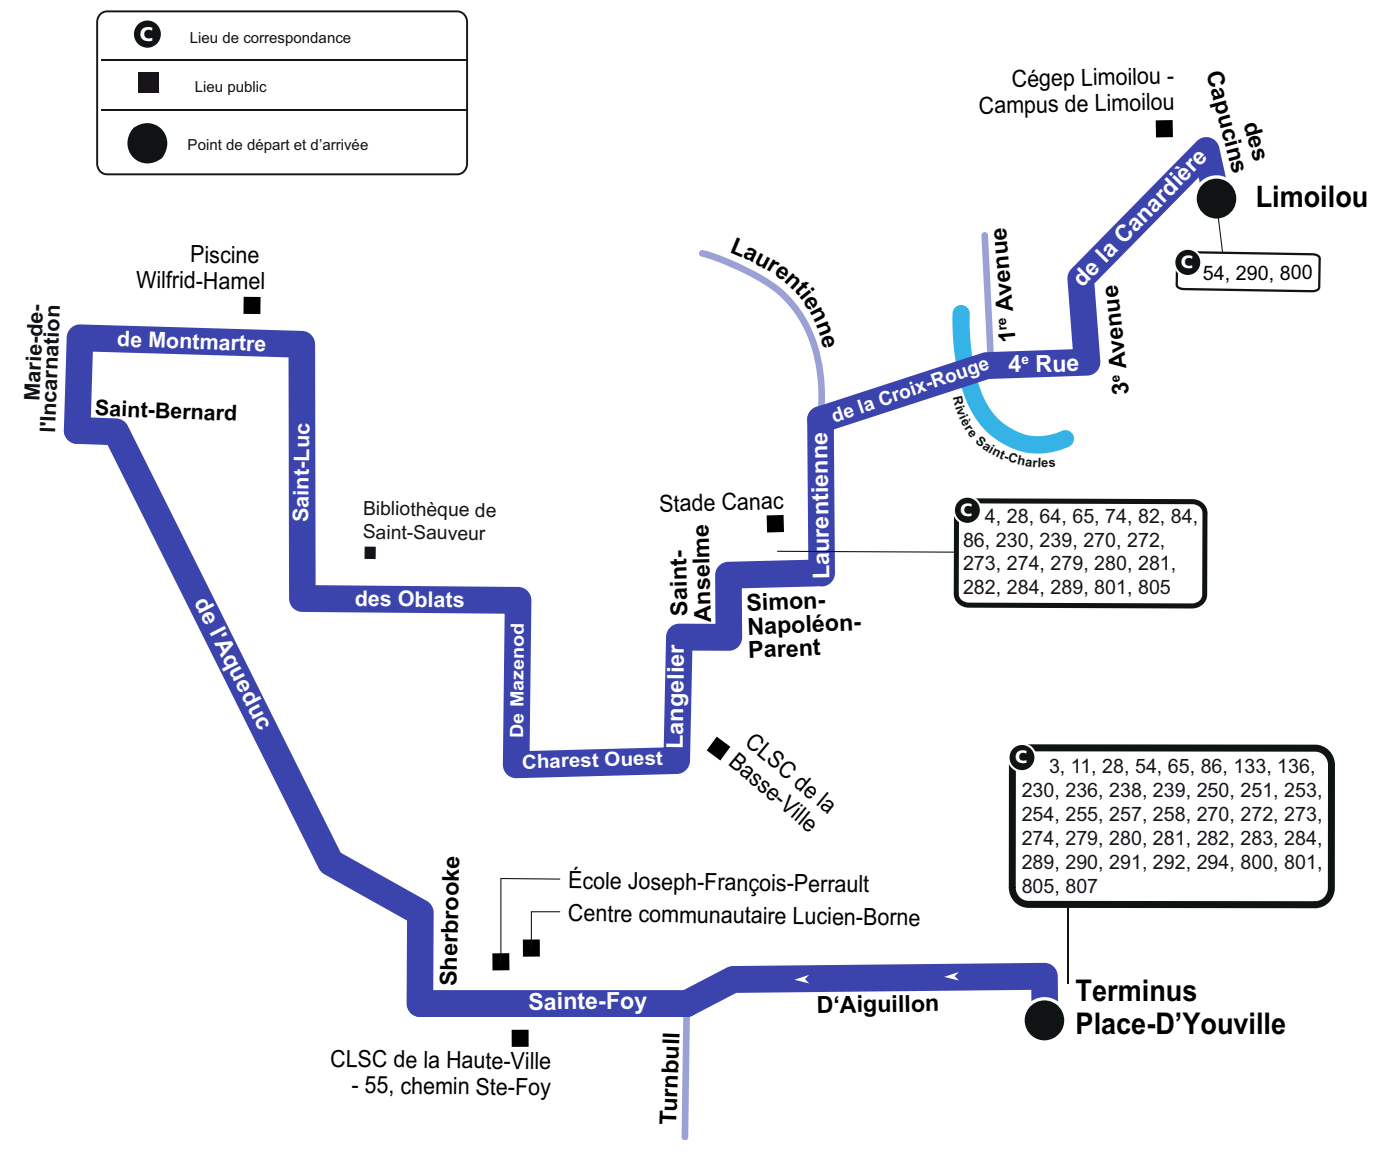 C Lieu de correspondance
Lieu public
Point de départ et d'arrivée
Cégep Limoilou -
Campus de Limoilou
Capucins
des
Limoilou
de la Canardière
C 54, 290, 800
Piscine
Wilfrid-Hamel
Laurentienne
1re Avenue
3e Avenue
4e Rue
de la Croix-Rouge
Rivière Saint-Charles
Marie-de-
l'Incarnation
de Montmartre
Saint-Bernard
Saint-Luc
Laurentienne
Bibliothèque de
Saint-Sauveur
Stade Canac
C 4, 28, 64, 65, 74, 82, 84,
86, 230, 239, 270, 272,
273, 274, 279, 280, 281,
282, 284, 289, 801, 805
Saint-
Anselme
Simon-
Napoléon-
Parent
des Oblats
de l'Aqueduc
De Mazenod
Langelier
Charest Ouest
CLSC de la
Basse-Ville
C 3, 11, 28, 54, 65, 86, 133, 136,
230, 236, 238, 239, 250, 251, 253,
254, 255, 257, 258, 270, 272, 273,
274, 279, 280, 281, 282, 283, 284,
289, 290, 291, 292, 294, 800, 801,
805, 807
Sherbrooke
École Joseph-François-Perrault
Centre communautaire Lucien-Borne
Sainte-Foy
D'Aiguillon
Terminus
Place-D'Youville
CLSC de la Haute-Ville
- 55, chemin Ste-Foy
Turnbull